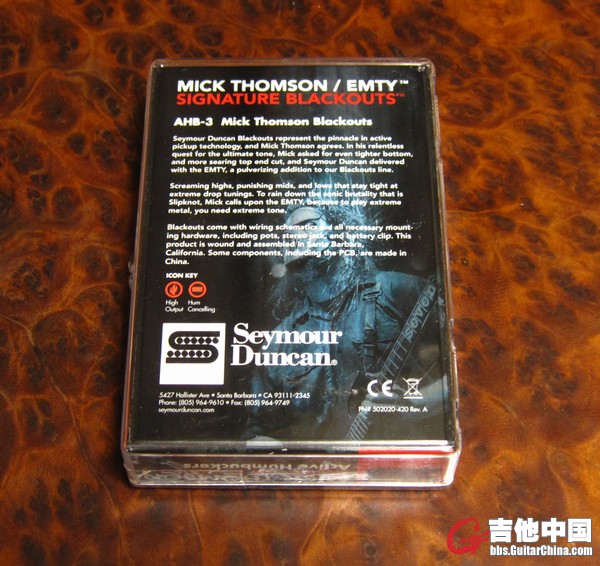 MICK THOMSON / EMTY™
SIGNATURE BLACKOUTS™
AHB-3 Mick Thomson Blackouts
Seymour Duncan Blackouts represent the pinnacle in active
pickup technology, and Mick Thomson agrees. In his relentless
quest for the ultimate tone, Mick asked for even tighter bottom,
and more searing top end cut, and Seymour Duncan delivered
with the EMTY, a pulverizing addition to our Blackouts line.
Screaming highs, punishing mids, and lows that stay tight at
extreme drop tunings. To rain down the sonic brutality that is
Slipknot, Mick calls upon the EMTY, because to play extreme
metal, you need extreme tone.
Blackouts come with wiring schematics and all necessary mount-
ing hardware, including pots, stereo jack, and battery clip. This
product is wound and assembled in Santa Barbara,
California. Some components, including the PCB, are made in
China.
ICON KEY
High Output
Hum Cancelling
Seymour
Duncan®
5427 Hollister Ave • Santa Barbara • CA 93111-2345
Phone: (805) 964-9610 • Fax: (805) 964-9749
seymourduncan.com
CE
PN# 502020-420 Rev. A
Active Humbuckers
吉他中国
bbs.GuitarChina.com